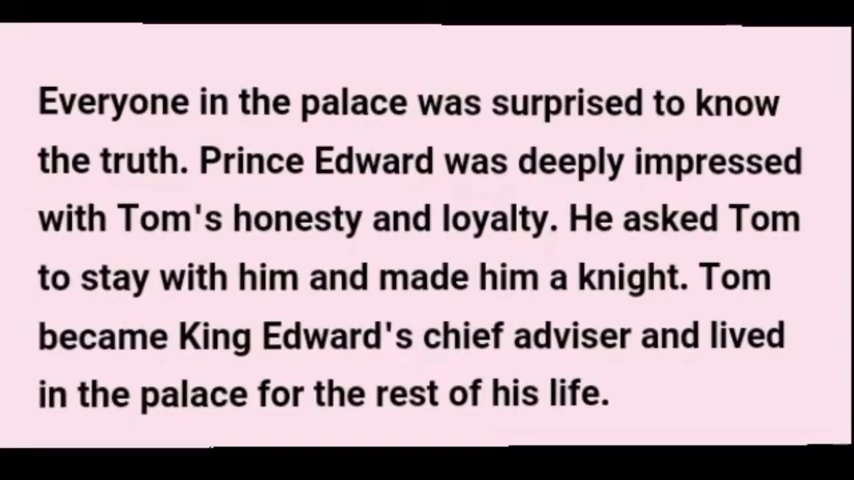 Everyone in the palace was surprised to know
the truth. Prince Edward was deeply impressed
with Tom's honesty and loyalty. He asked Tom
to stay with him and made him a knight. Tom
became King Edward's chief adviser and lived
in the palace for the rest of his life.